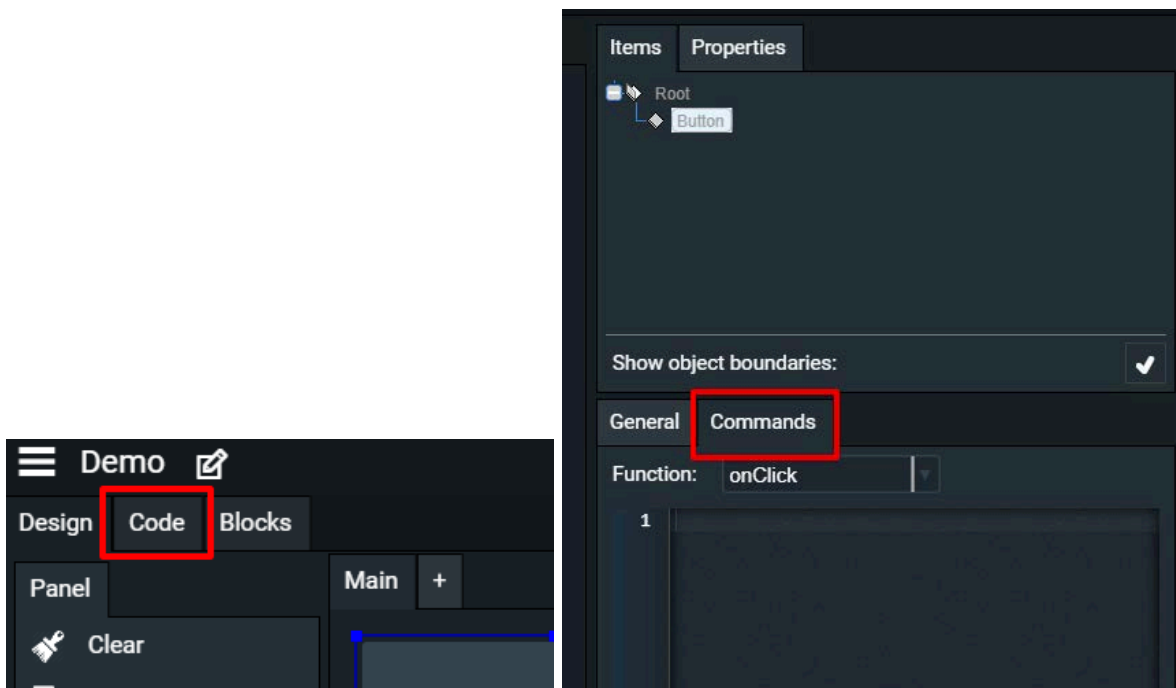 Demo
Design Code Blocks
Panel
Main +
Clear
Items Properties
Root
Button
Show object boundaries:
General Commands
Function: onClick
1